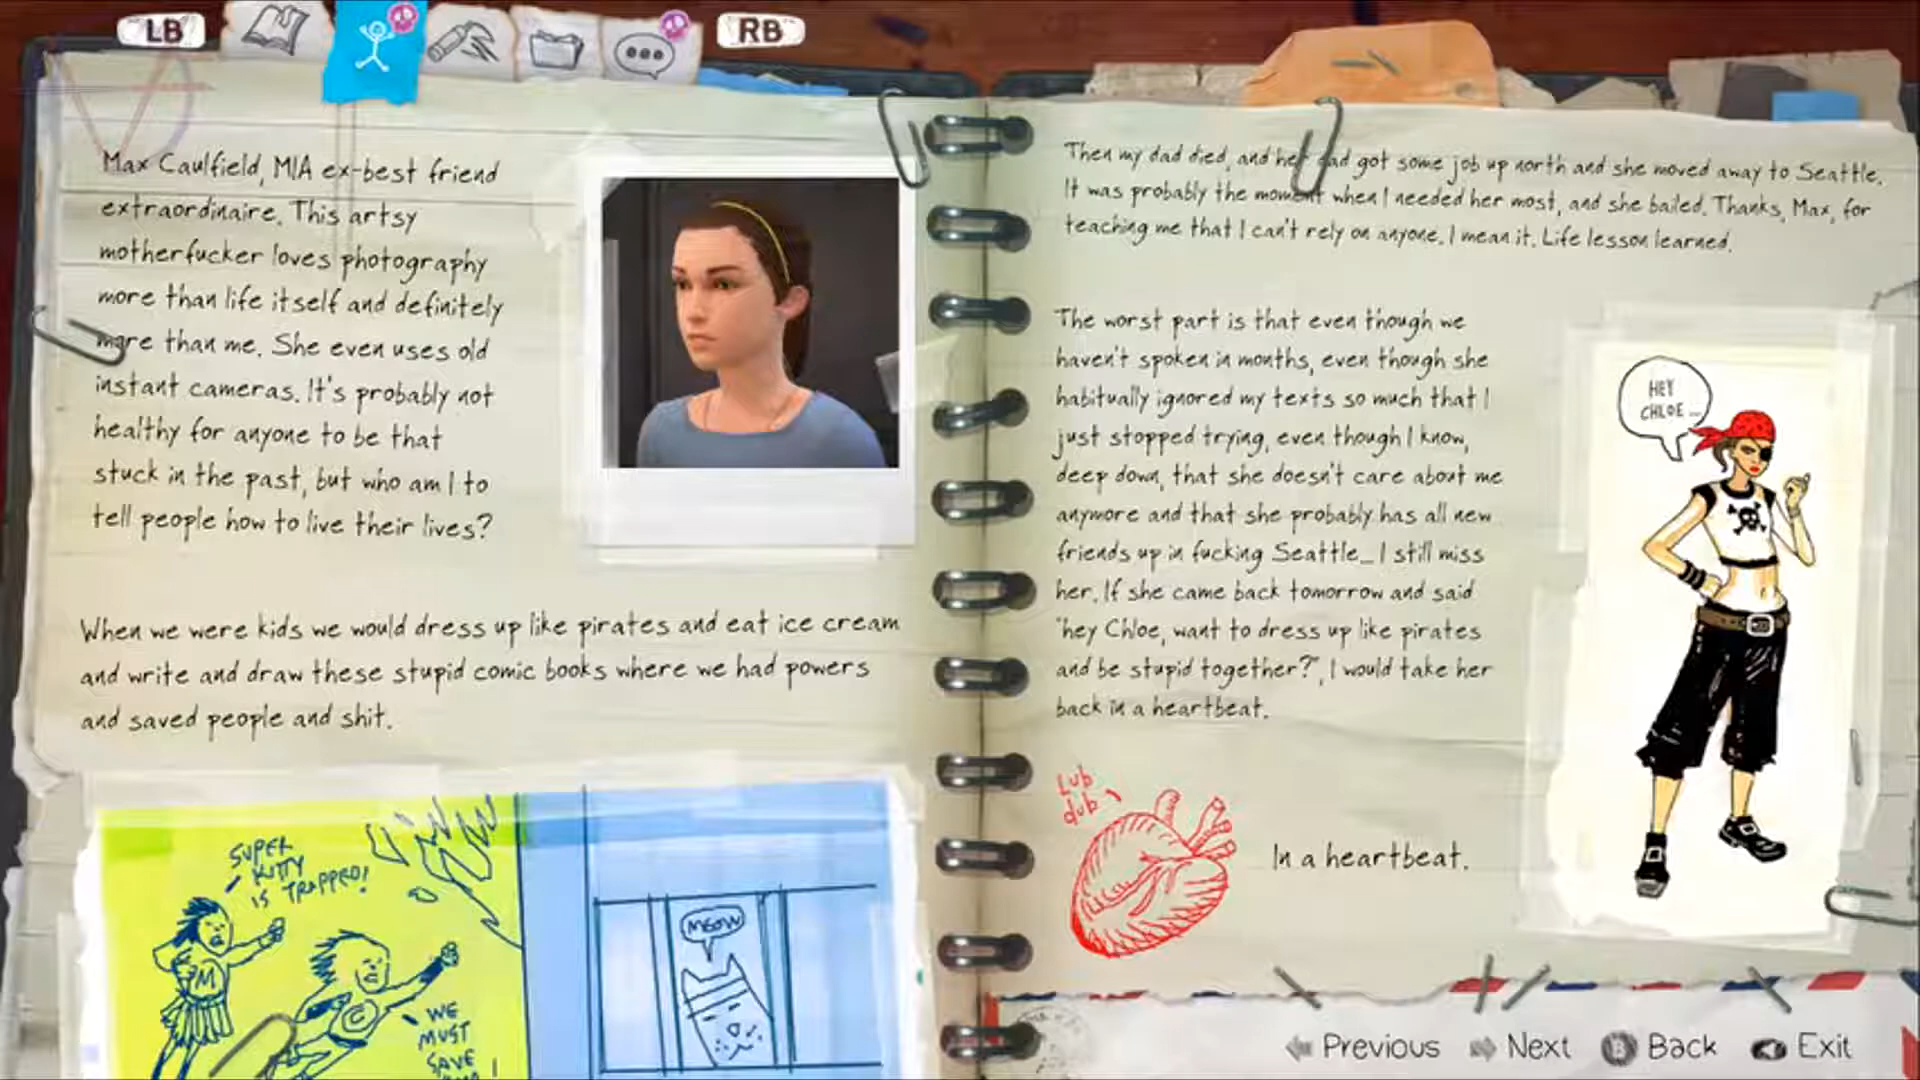 LB
RB
Max Caulfield, MIA ex-best friend
extraordinaire. This artsy
motherfucker loves photography
more than life itself and definitely
more than me. She even uses old
instant cameras. It's probably not
healthy for anyone to be that
stuck in the past, but who am I to
tell people how to live their lives?
When we were kids we would dress up like pirates and eat ice cream
and write and draw these stupid comic books where we had powers
and saved people and shit.
SUPER
KITTY
IS TRAPPED!
M
C
WE
MUST
SAVE
MEOW
Then my dad died, and her dad got some job up north and she moved away to Seattle.
It was probably the moment when I needed her most, and she bailed. Thanks, Max, for
teaching me that I can't rely on anyone. I mean it. Life lesson learned.
The worst part is that even though we
haven't spoken in months, even though she
habitually ignored my texts so much that I
just stopped trying, even though I know,
deep down, that she doesn't care about me
anymore and that she probably has all new
friends up in fucking Seattle... I still miss
her. If she came back tomorrow and said
"hey Chloe, want to dress up like pirates
and be stupid together?", I would take her
back in a heartbeat.
HEY
CHLOE...
Lub
dub
In a heartbeat.
Previous
Next
B Back
Exit